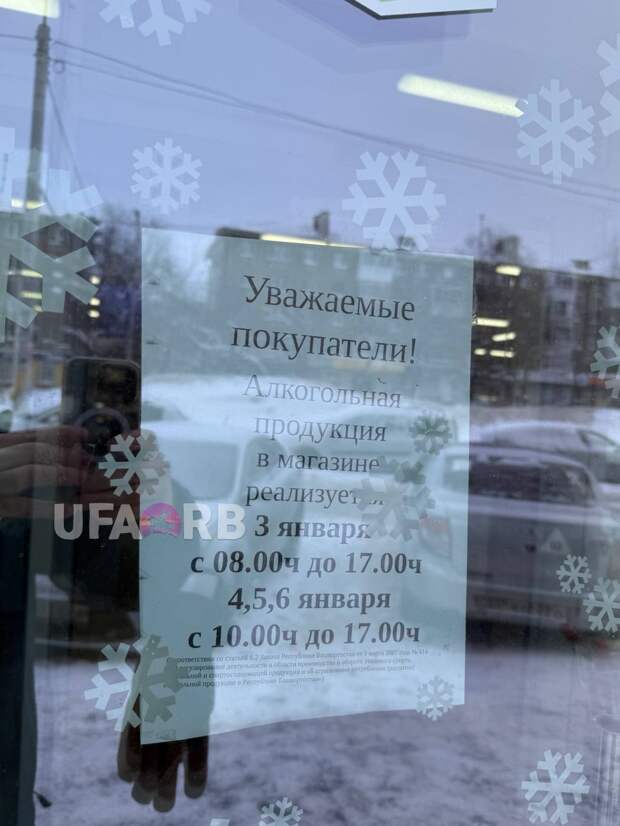 Уважаемые
покупатели!
Алкогольная
продукция
в магазине
реализуется
3 января
с 08.00ч до 17.00ч
4,5,6 января
с 10.00ч до 17.00ч
UFA RB